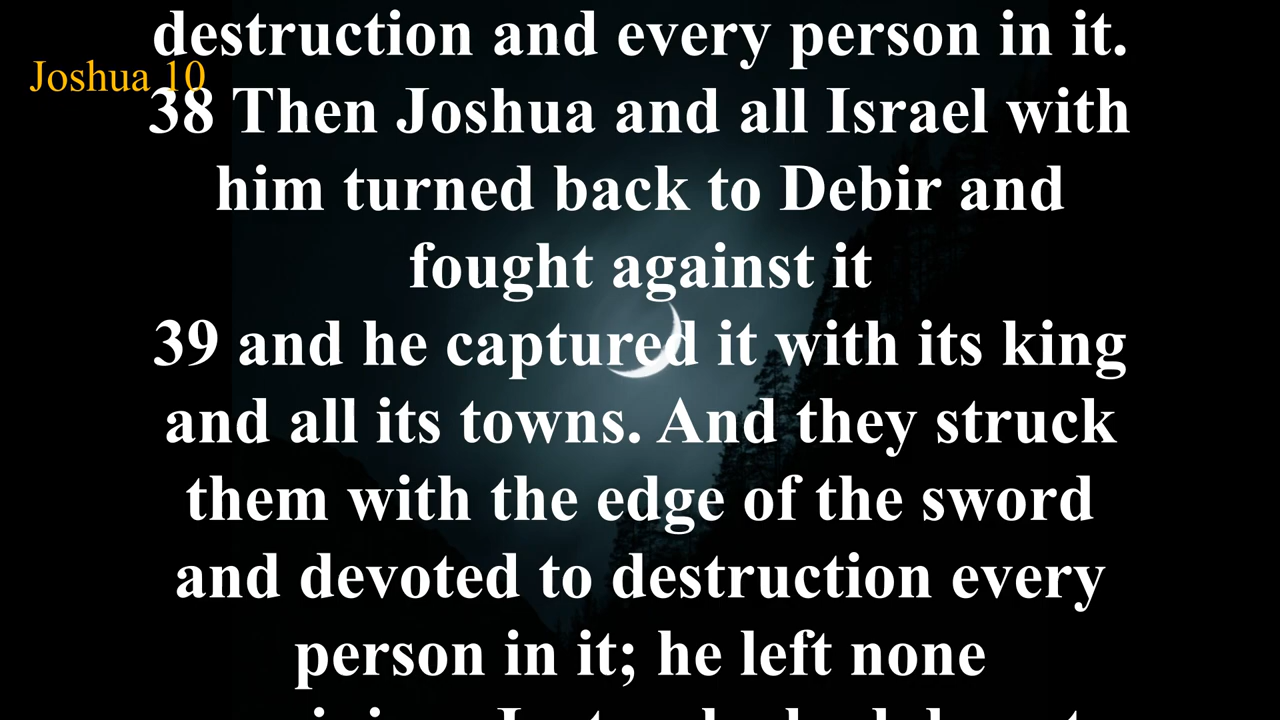 destruction and every person in it.
Joshua 10
38 Then Joshua and all Israel with
him turned back to Debir and
fought against it
39 and he captured it with its king
and all its towns. And they struck
them with the edge of the sword
and devoted to destruction every
person in it; he left none